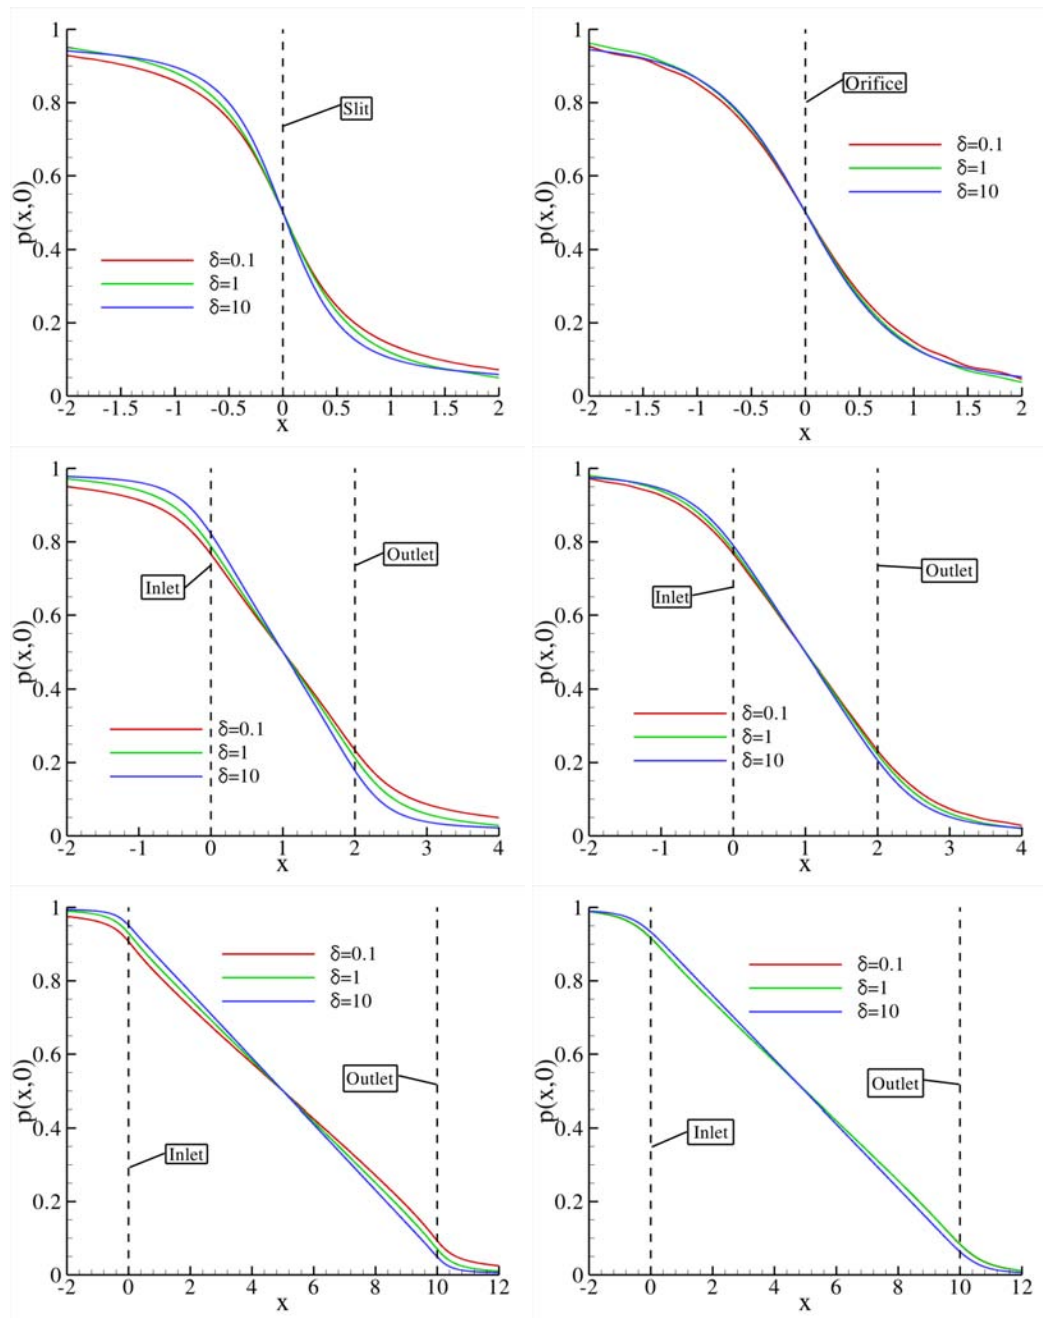 1
0.8
0.6
0.4
0.2
0
p(x,0)
Slit
δ=0.1
δ=1
δ=10
-2 -1.5 -1 -0.5 0 0.5 1 1.5 2
x
1
0.8
0.6
0.4
0.2
0
p(x,0)
Orifice
δ=0.1
δ=1
δ=10
-2 -1.5 -1 -0.5 0 0.5 1 1.5 2
x
1
0.8
0.6
0.4
0.2
0
p(x,0)
Outlet
Inlet
δ=0.1
δ=1
δ=10
-2 -1 0 1 2 3 4
x
1
0.8
0.6
0.4
0.2
0
p(x,0)
Outlet
Inlet
δ=0.1
δ=1
δ=10
-2 -1 0 1 2 3 4
x
1
0.8
0.6
0.4
0.2
0
p(x,0)
δ=0.1
δ=1
δ=10
Outlet
Inlet
-2 0 2 4 6 8 10 12
x
1
0.8
0.6
0.4
0.2
0
p(x,0)
δ=0.1
δ=1
δ=10
Outlet
Inlet
-2 0 2 4 6 8 10 12
x